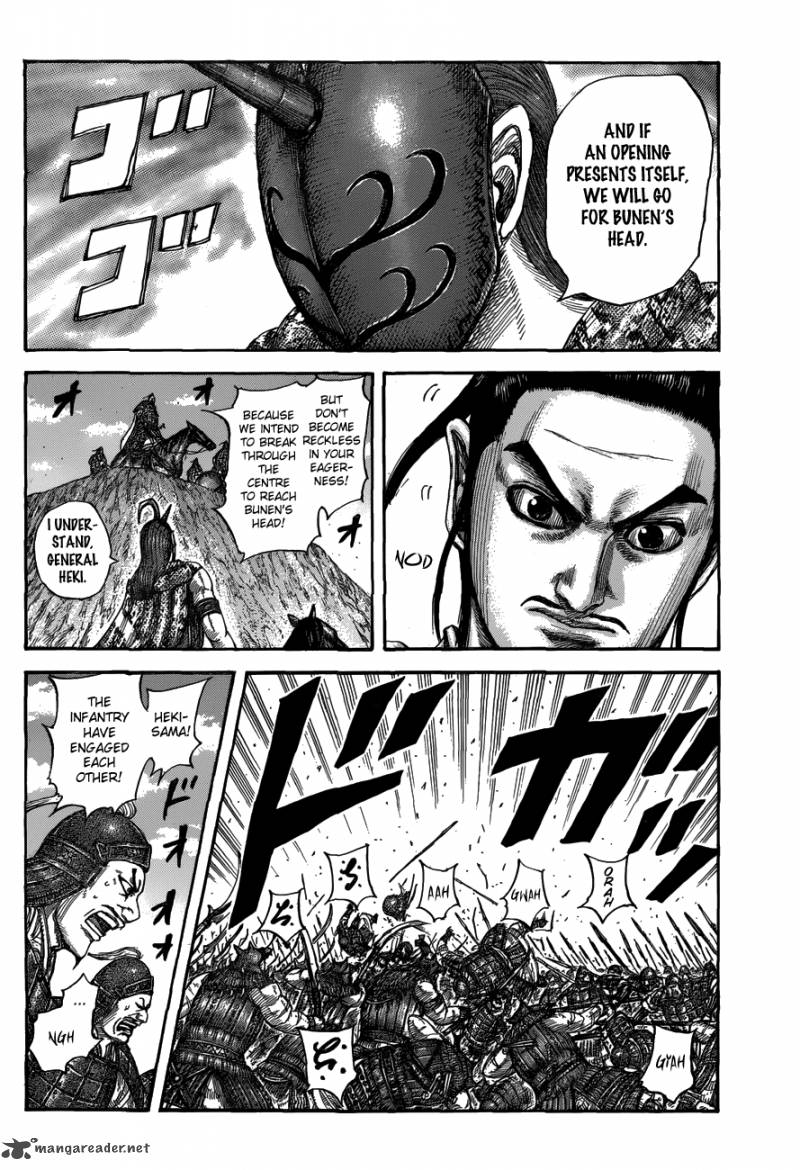 AND IF
AN OPENING
PRESENTS ITSELF,
WE WILL GO
FOR BUNEN'S
HEAD.
ゴ
ゴ
NOD
BUT
DON'T
BECOME
RECKLESS
IN YOUR
EAGER-
NESS!
BECAUSE
WE INTEND
TO BREAK
THROUGH
THE
CENTRE
TO REACH
BUNEN'S
HEAD!
I UNDER-
STAND,
GENERAL
HEKI.
オ
オ
ドガッ
ORAH
GWAH
AAH
GYAH
HEKI-
SAMA!
THE
INFANTRY
HAVE
ENGAGED
EACH
OTHER!
ドオオオ
...
NGH
mangareader.net